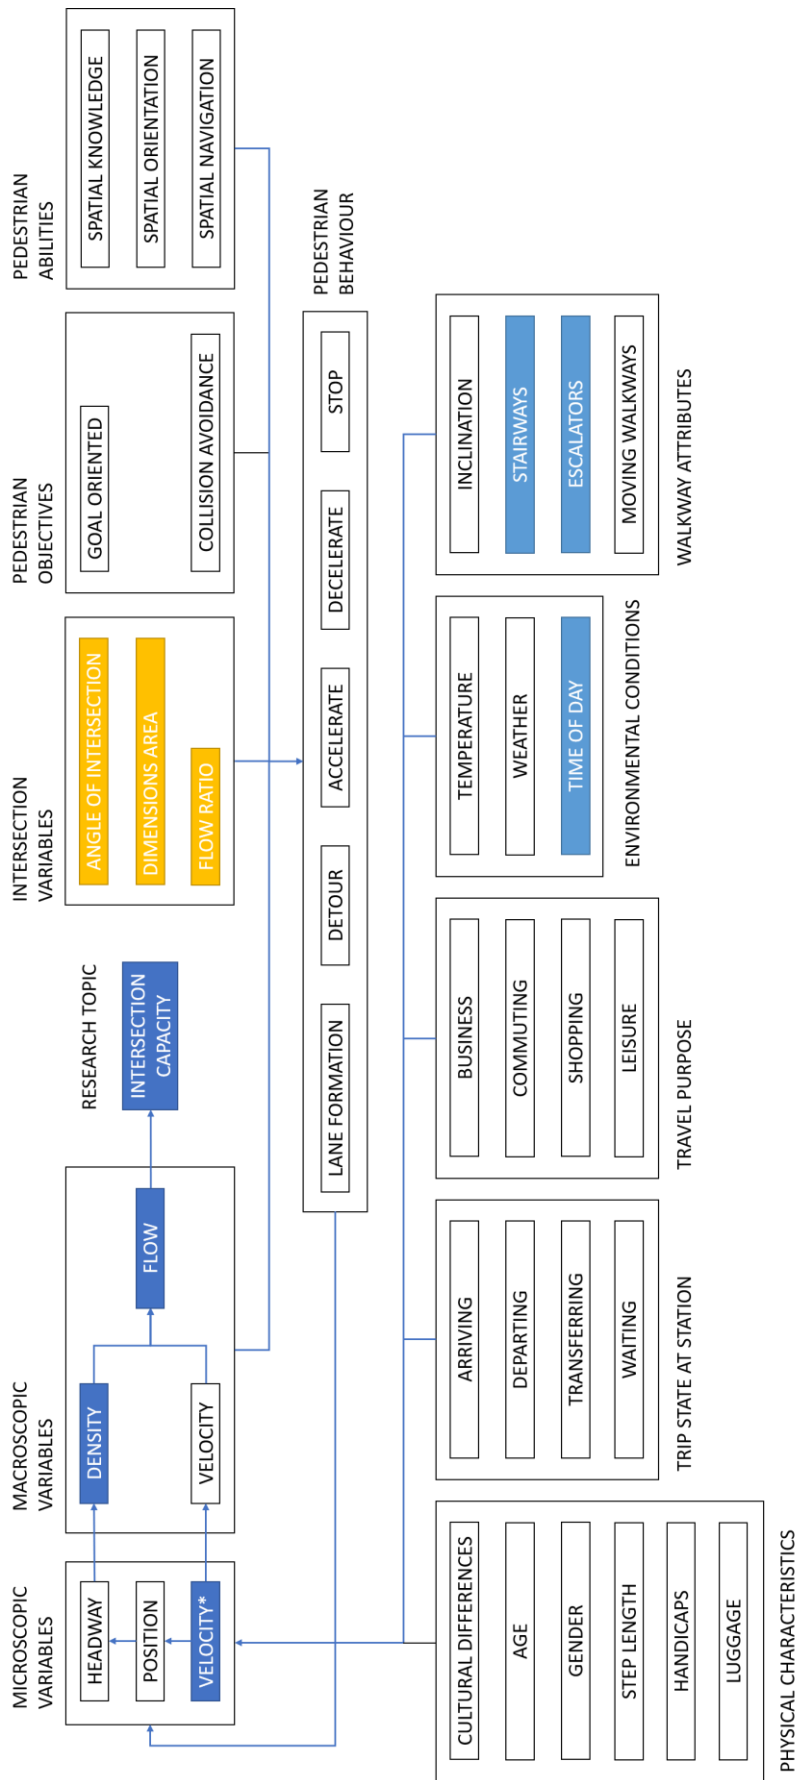 MICROSCOPIC
VARIABLES
HEADWAY
POSITION
VELOCITY*
MACROSCOPIC
VARIABLES
DENSITY
VELOCITY
FLOW
RESEARCH TOPIC
INTERSECTION
CAPACITY
INTERSECTION
VARIABLES
ANGLE OF INTERSECTION
DIMENSIONS AREA
FLOW RATIO
PEDESTRIAN
OBJECTIVES
GOAL ORIENTED
COLLISION AVOIDANCE
PEDESTRIAN
ABILITIES
SPATIAL KNOWLEDGE
SPATIAL ORIENTATION
SPATIAL NAVIGATION
LANE FORMATION
DETOUR
ACCELERATE
DECELERATE
STOP
PEDESTRIAN
BEHAVIOUR
CULTURAL DIFFERENCES
AGE
GENDER
STEP LENGTH
HANDICAPS
LUGGAGE
PHYSICAL CHARACTERISTICS
ARRIVING
DEPARTING
TRANSFERRING
WAITING
TRIP STATE AT STATION
BUSINESS
COMMUTING
SHOPPING
LEISURE
TRAVEL PURPOSE
TEMPERATURE
WEATHER
TIME OF DAY
ENVIRONMENTAL CONDITIONS
INCLINATION
STAIRWAYS
ESCALATORS
MOVING WALKWAYS
WALKWAY ATTRIBUTES